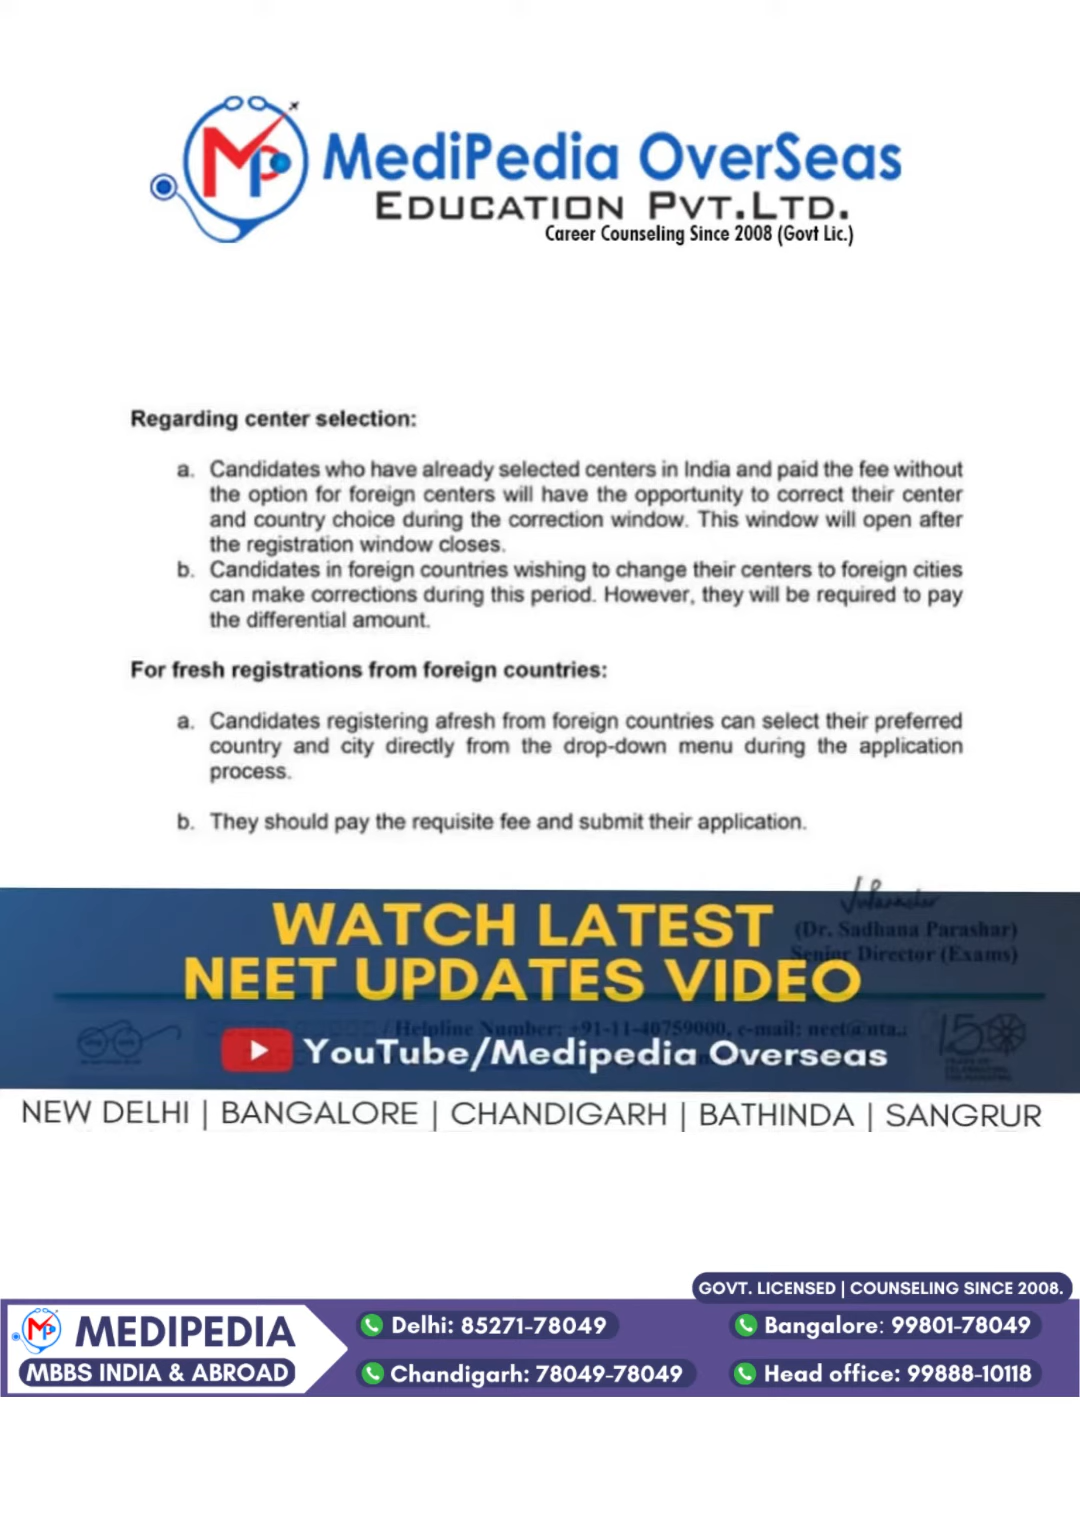 MediPedia OverSeas
EDUCATION PVT.LTD.
Career Counseling Since 2008 (Govt Lic.)
Regarding center selection:
a. Candidates who have already selected centers in India and paid the fee without
the option for foreign centers will have the opportunity to correct their center
and country choice during the correction window. This window will open after
the registration window closes.
b. Candidates in foreign countries wishing to change their centers to foreign cities
can make corrections during this period. However, they will be required to pay
the differential amount.
For fresh registrations from foreign countries:
a. Candidates registering afresh from foreign countries can select their preferred
country and city directly from the drop-down menu during the application
process.
b. They should pay the requisite fee and submit their application.
(Dr. Sadhana Parashar)
Senior Director (Exams)
WATCH LATEST
NEET UPDATES VIDEO
/ Helpline Number: +91-11-40759000, e-mail: neet@nta.
YouTube/Medipedia Overseas
NEW DELHI | BANGALORE | CHANDIGARH | BATHINDA | SANGRUR
GOVT. LICENSED | COUNSELING SINCE 2008.
MEDIPEDIA
MBBS INDIA & ABROAD
Delhi: 85271-78049
Bangalore: 99801-78049
Chandigarh: 78049-78049
Head office: 99888-10118